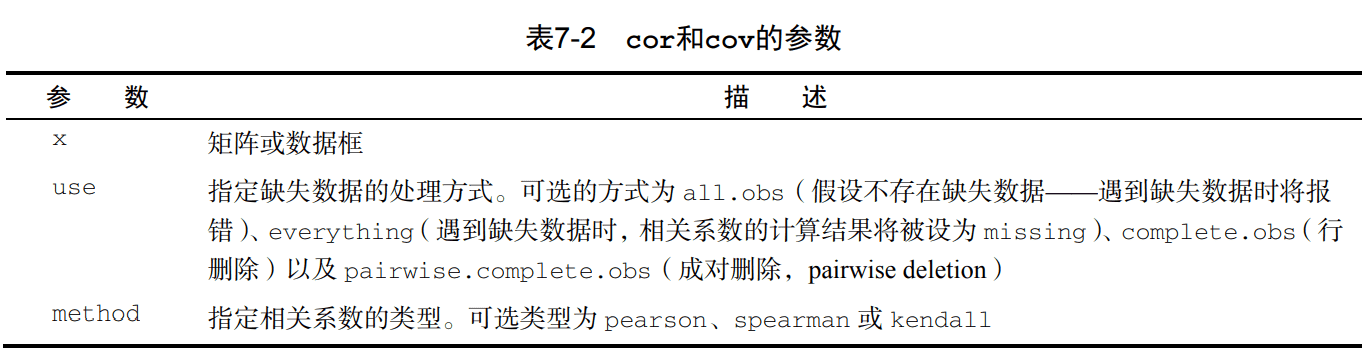 表7-2 cor和cov的参数
参 数 描 述
x 矩阵或数据框
use 指定缺失数据的处理方式。可选的方式为 all.obs（假设不存在缺失数据——遇到缺失数据时将报
错）、everything（遇到缺失数据时，相关系数的计算结果将被设为 missing）、complete.obs（行
删除）以及 pairwise.complete.obs（成对删除，pairwise deletion）
method 指定相关系数的类型。可选类型为 pearson、spearman 或 kendall